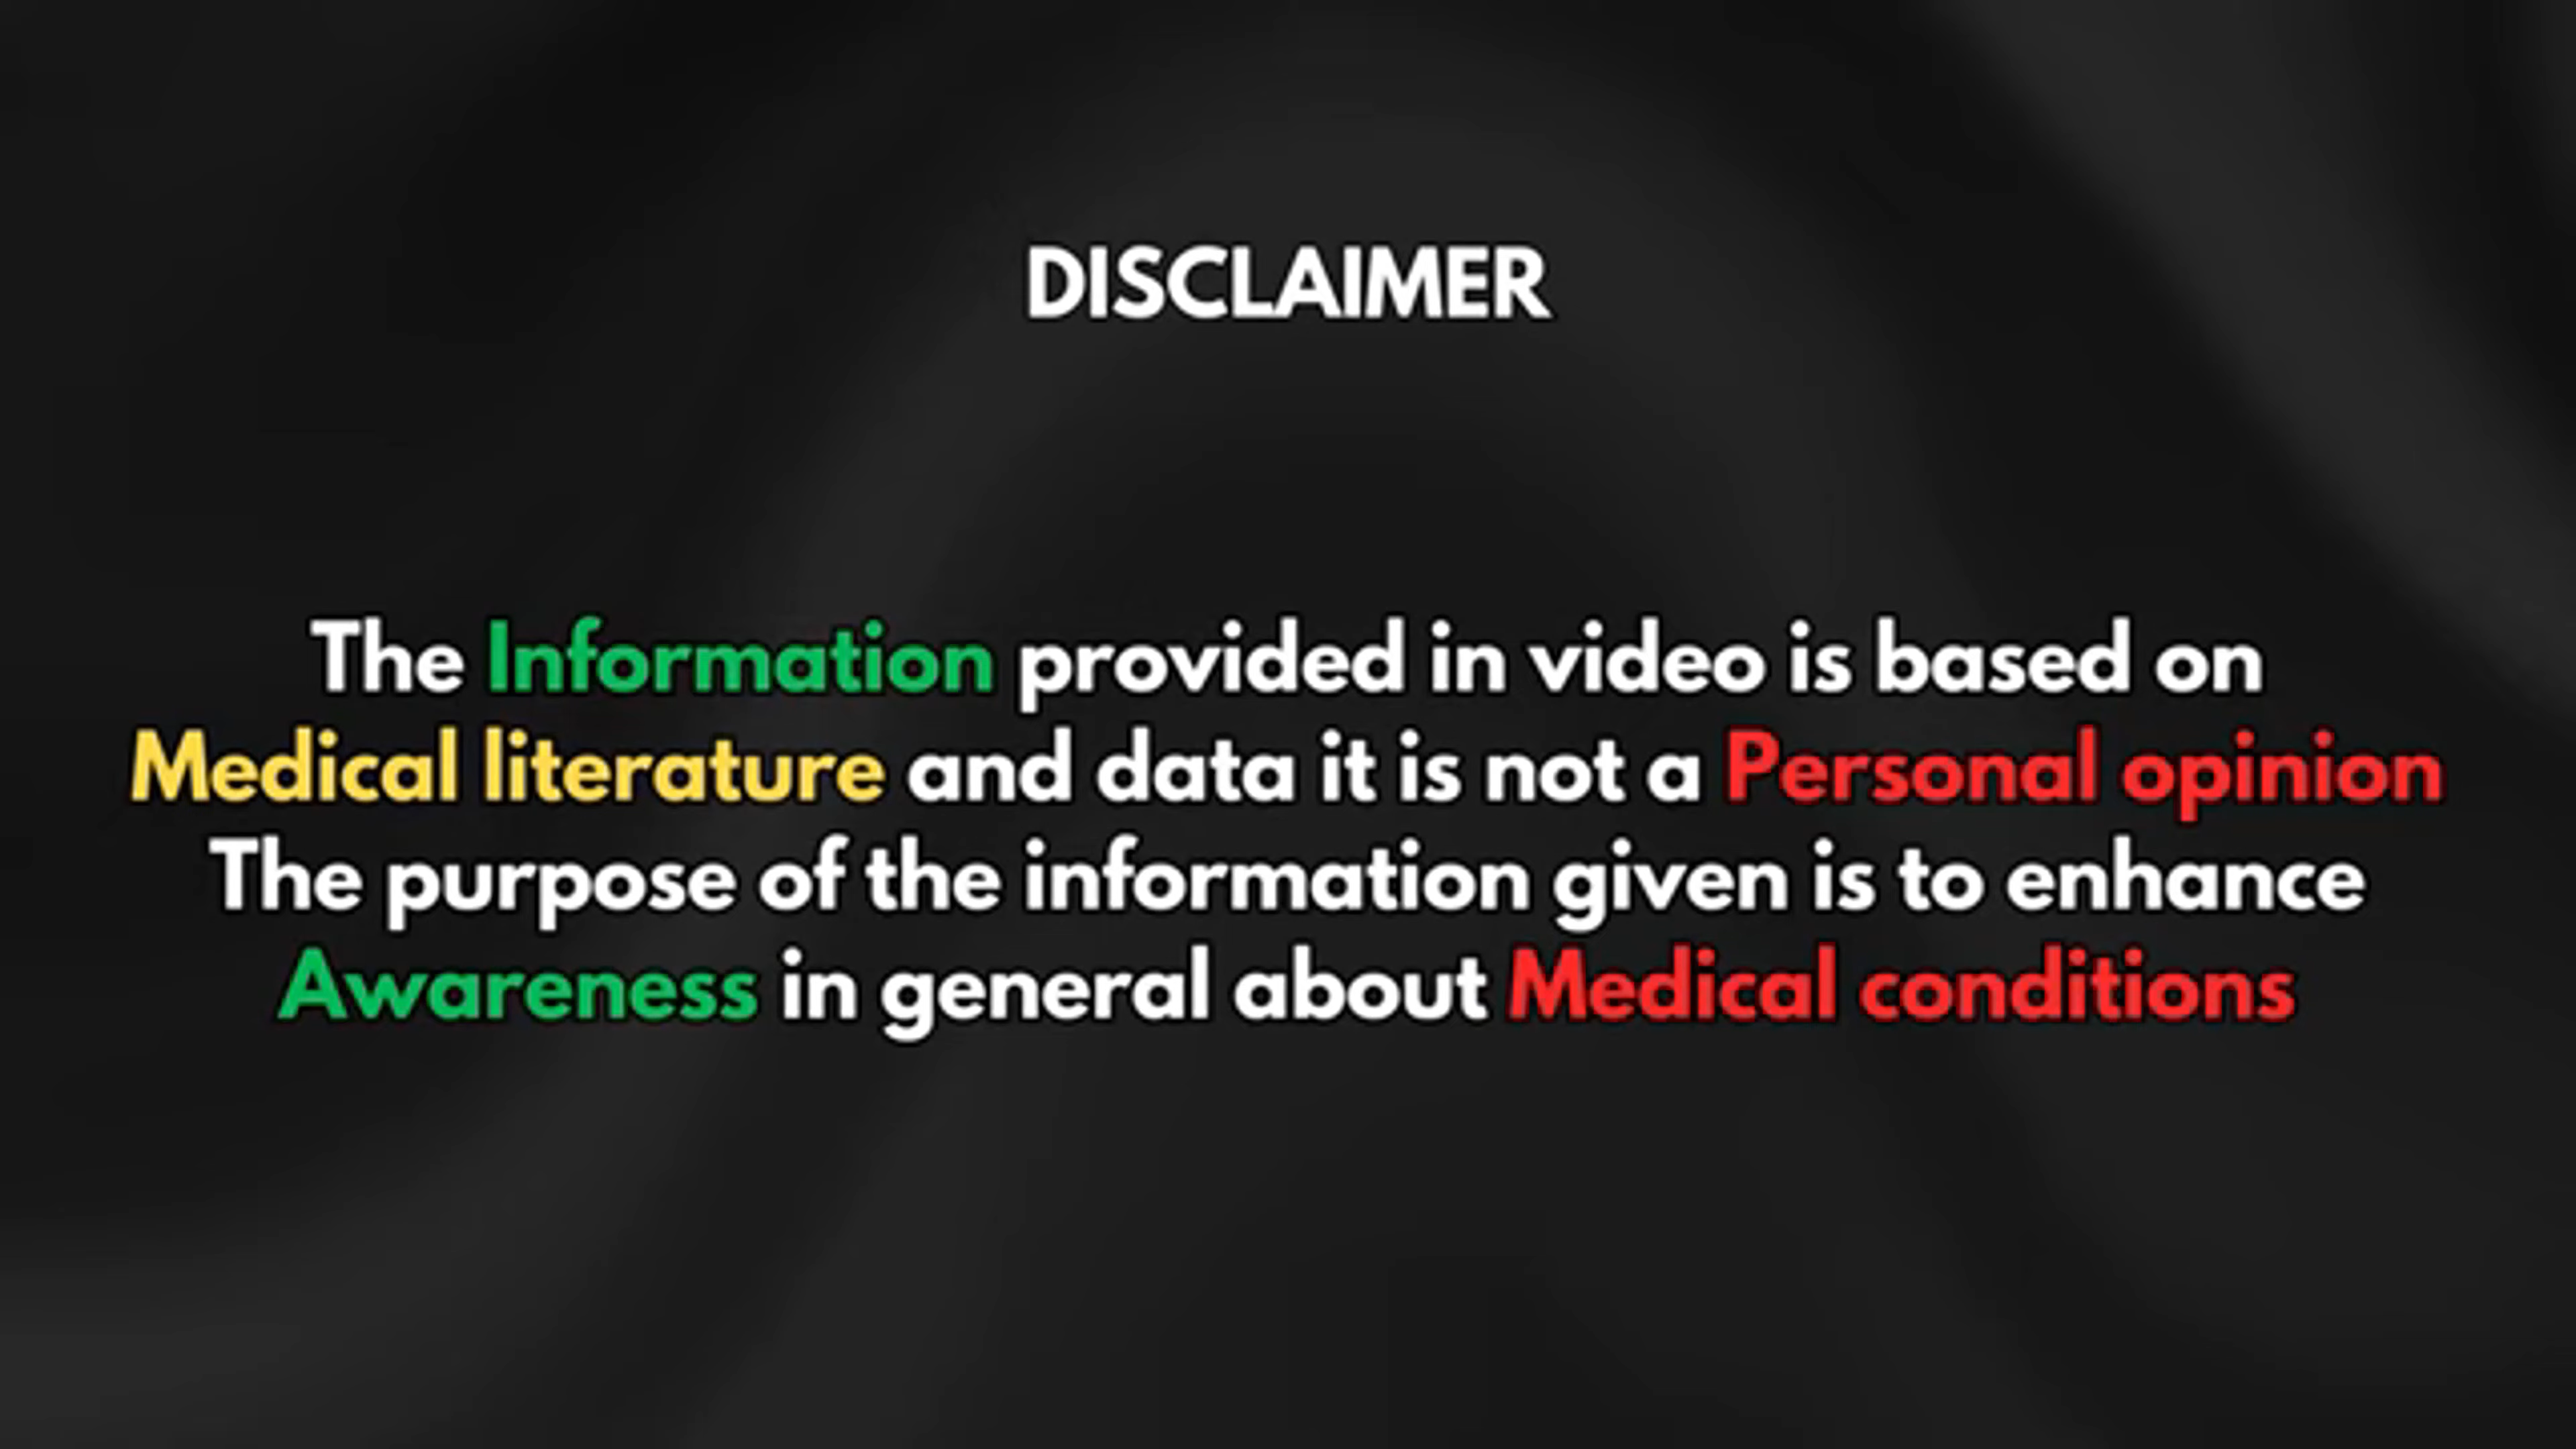 DISCLAIMER
The Information provided in video is based on
Medical literature and data it is not a Personal opinion
The purpose of the information given is to enhance
Awareness in general about Medical conditions